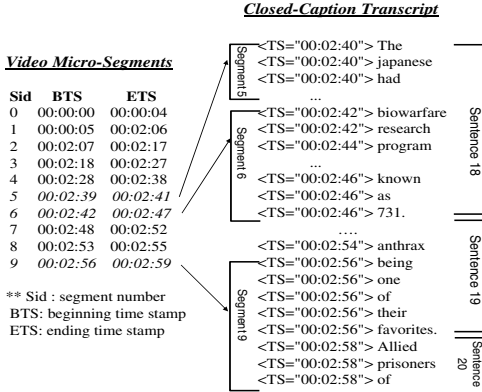 Closed-Caption Transcript
Video Micro-Segments
Sid BTS ETS
0 00:00:00 00:00:04
1 00:00:05 00:02:06
2 00:02:07 00:02:17
3 00:02:18 00:02:27
4 00:02:28 00:02:38
5 00:02:39 00:02:41
6 00:02:42 00:02:47
7 00:02:48 00:02:52
8 00:02:53 00:02:55
9 00:02:56 00:02:59
** Sid : segment number
BTS: beginning time stamp
ETS: ending time stamp
Segment 5
<TS="00:02:40"> The
<TS="00:02:40"> japanese
<TS="00:02:40"> had
...
Segment 6
<TS="00:02:42"> biowarfare
<TS="00:02:42"> research
<TS="00:02:44"> program
...
<TS="00:02:46"> known
<TS="00:02:46"> as
<TS="00:02:46"> 731.
Sentence 18
....
<TS="00:02:54"> anthrax
Segment 9
<TS="00:02:56"> being
<TS="00:02:56"> one
<TS="00:02:56"> of
<TS="00:02:56"> their
<TS="00:02:56"> favorites.
Sentence 19
<TS="00:02:58"> Allied
<TS="00:02:58"> prisoners
<TS="00:02:58"> of
Sentence
20